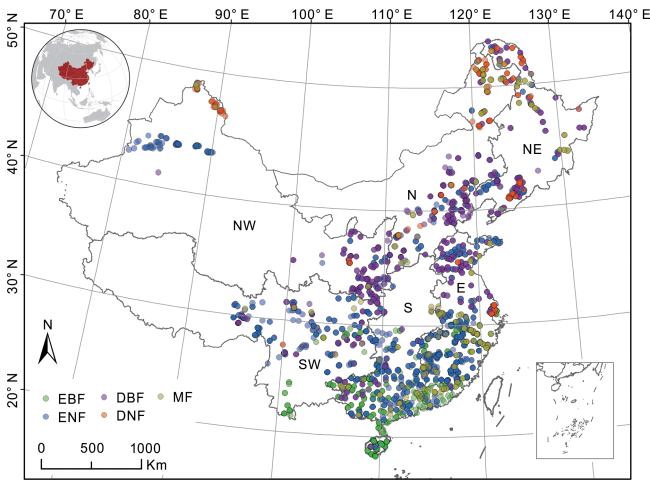 70° E 80° E 90° E 100° E 110° E 120° E 130° E 140° E
50° N
40° N
30° N
20° N
NE
N
NW
E
S
SW
N
EBF DBF MF
ENF DNF
0 500 1000
Km